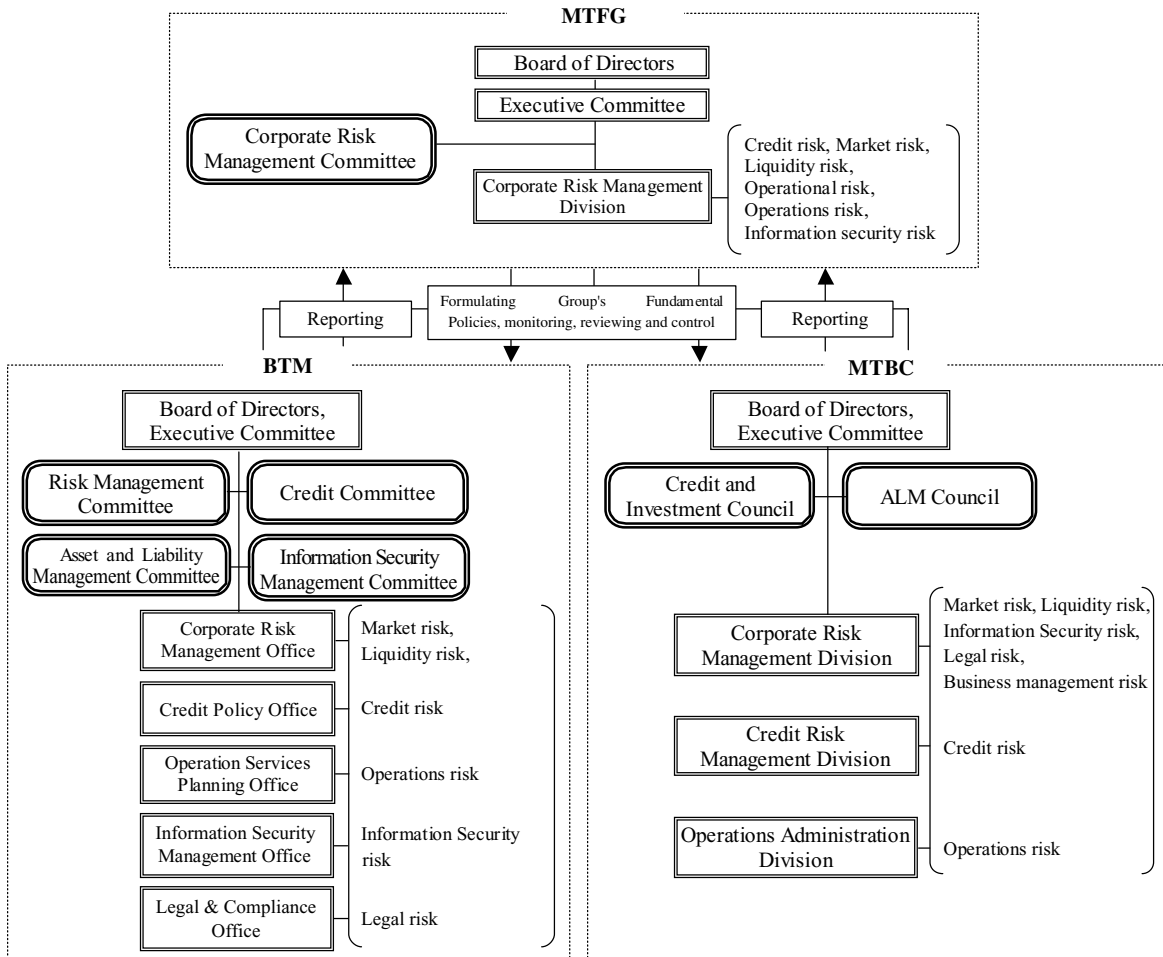 MTFG
Board of Directors
Executive Committee
Corporate Risk
Management Committee
Corporate Risk Management
Division
Credit risk, Market risk,
Liquidity risk,
Operational risk,
Operations risk,
Information security risk
Reporting
Formulating Group's Fundamental
Policies, monitoring, reviewing and control
Reporting
BTM
Board of Directors,
Executive Committee
Risk Management
Committee
Credit Committee
Asset and Liability
Management Committee
Information Security
Management Committee
Corporate Risk
Management Office
Market risk,
Liquidity risk,
Credit Policy Office
Credit risk
Operation Services
Planning Office
Operations risk
Information Security
Management Office
Information Security
risk
Legal & Compliance
Office
Legal risk
MTBC
Board of Directors,
Executive Committee
Credit and
Investment Council
ALM Council
Corporate Risk
Management Division
Market risk, Liquidity risk,
Information Security risk,
Legal risk,
Business management risk
Credit Risk
Management Division
Credit risk
Operations Administration
Division
Operations risk